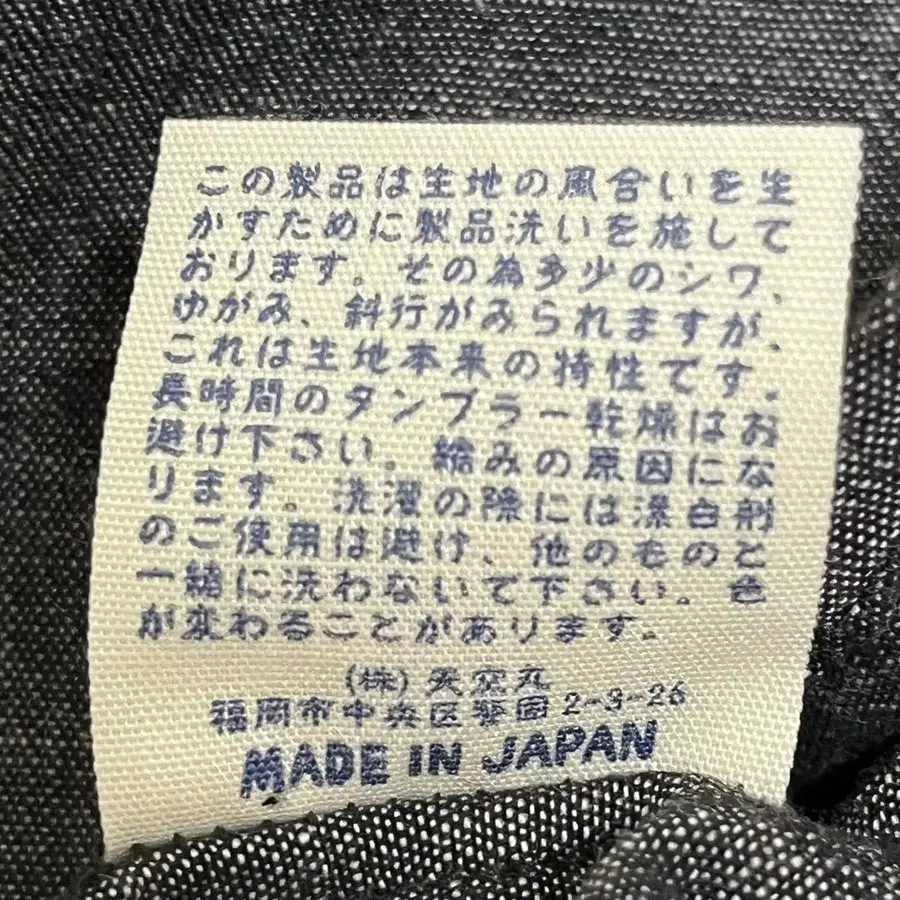 この製品は生地の風合いを生
かすために製品洗いを施して
おります。その為多少のシワ、
ゆがみ、斜行がみられますが、
これは生地本来の特性です。
長時間のタンブラー乾燥はお
避け下さい。縮みの原因にな
ります。洗濯の際には漂白剤
のご使用は避け、他のものと
一緒に洗わないで下さい。色
が変わることがあります。
(株)
福岡市中央区 2-3-26
MADE IN JAPAN